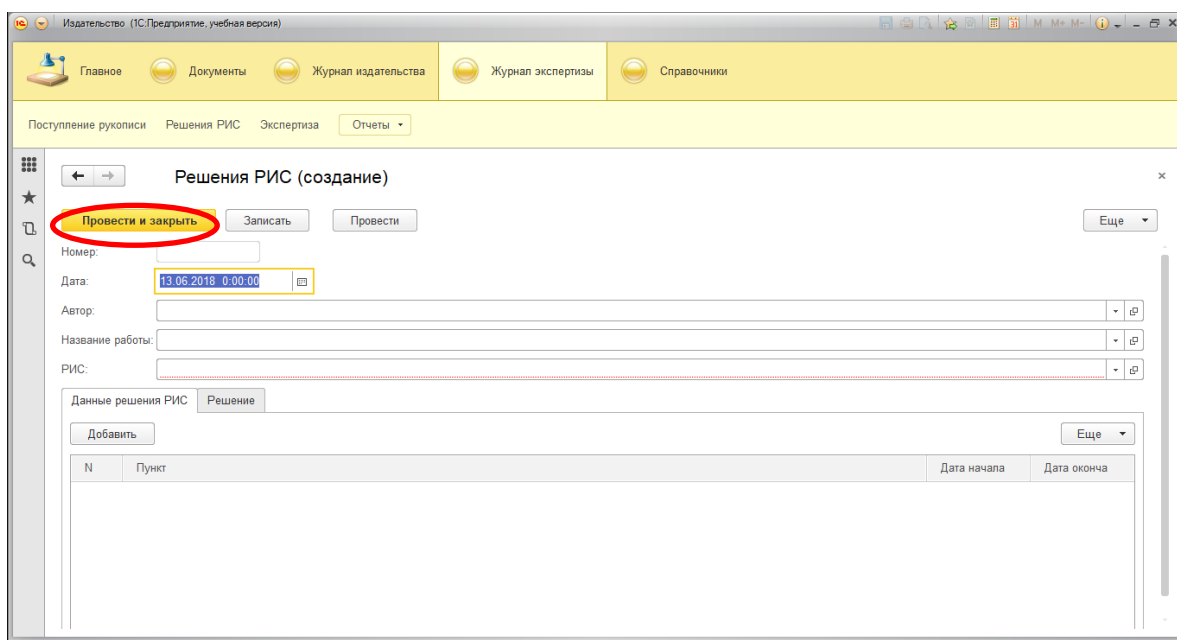 Издательство (1С:Предприятие, учебная версия) M M+ M-
Главное Документы Журнал издательства Журнал экспертизы Справочники
Поступление рукописи Решения РИС Экспертиза Отчеты
Решения РИС (создание)
Провести и закрыть Записать Провести Еще
Номер:
Дата: 13.06.2018 0:00:00
Автор:
Название работы:
РИС:
Данные решения РИС Решение
Добавить Еще
N Пункт Дата начала Дата оконча